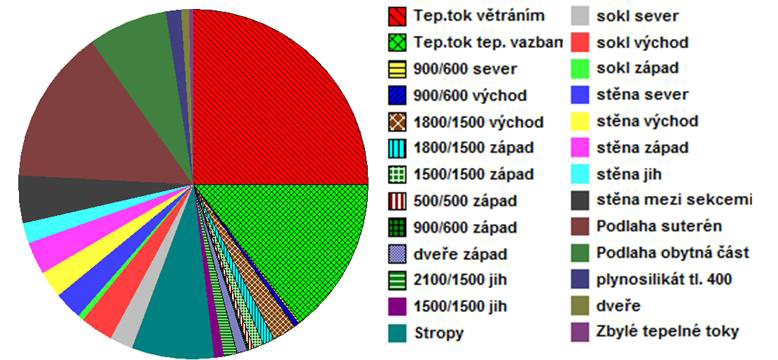 Tep.tok větráním
Tep.tok tep. vazbam
900/600 sever
900/600 východ
1800/1500 východ
1800/1500 západ
1500/1500 západ
500/500 západ
900/600 západ
dveře západ
2100/1500 jih
1500/1500 jih
Stropy
sokl sever
sokl východ
sokl západ
stěna sever
stěna východ
stěna západ
stěna jih
stěna mezi sekcemi
Podlaha suterén
Podlaha obytná část
plynosilikát tl. 400
dveře
Zbylé tepelné toky